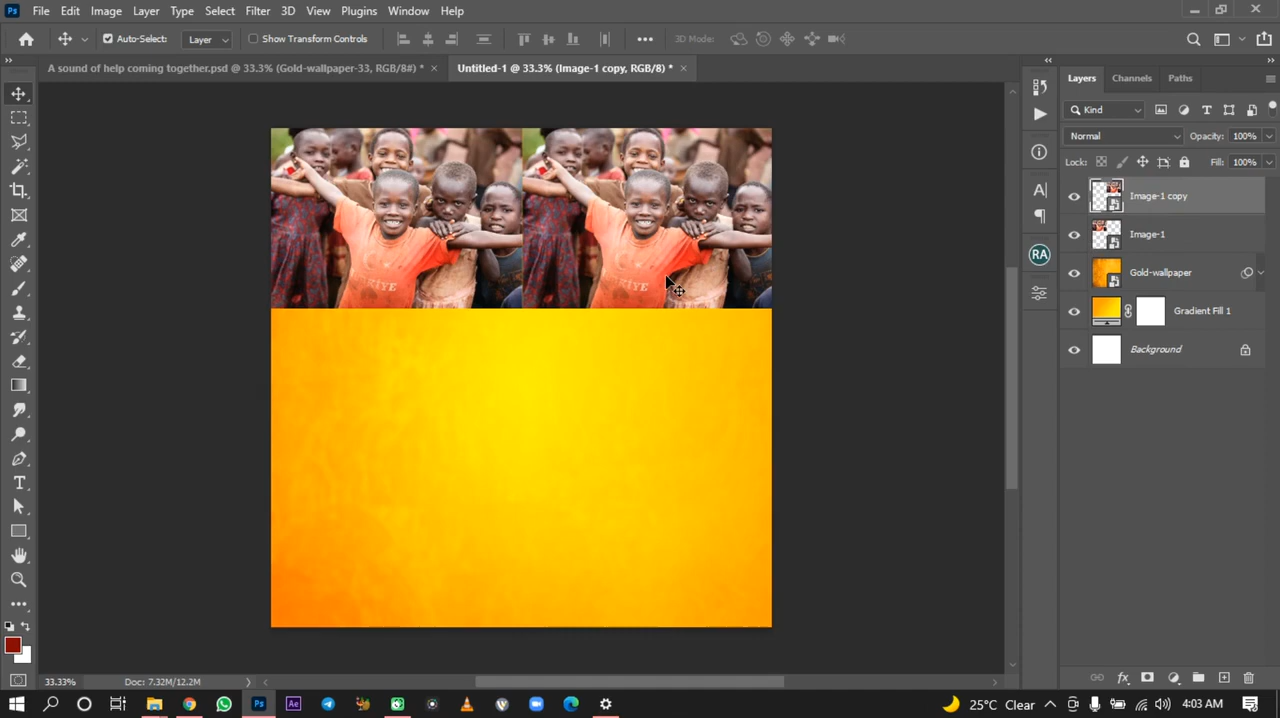 Ps File Edit Image Layer Type Select Filter 3D View Plugins Window Help
Auto-Select: Layer Show Transform Controls 3D Mode:
A sound of help coming together.psd @ 33.3% (Gold-wallpaper-33, RGB/8#) * × Untitled-1 @ 33.3% (Image-1 copy, RGB/8) * ×
Layers Channels Paths
Kind
Normal Opacity: 100%
Lock: Fill: 100%
Image-1 copy
Image-1
RA
Gold-wallpaper
Gradient Fill 1
Background
33.33% Doc: 7.32M/12.2M
fx
Ps Ae 25°C Clear 4:03 AM